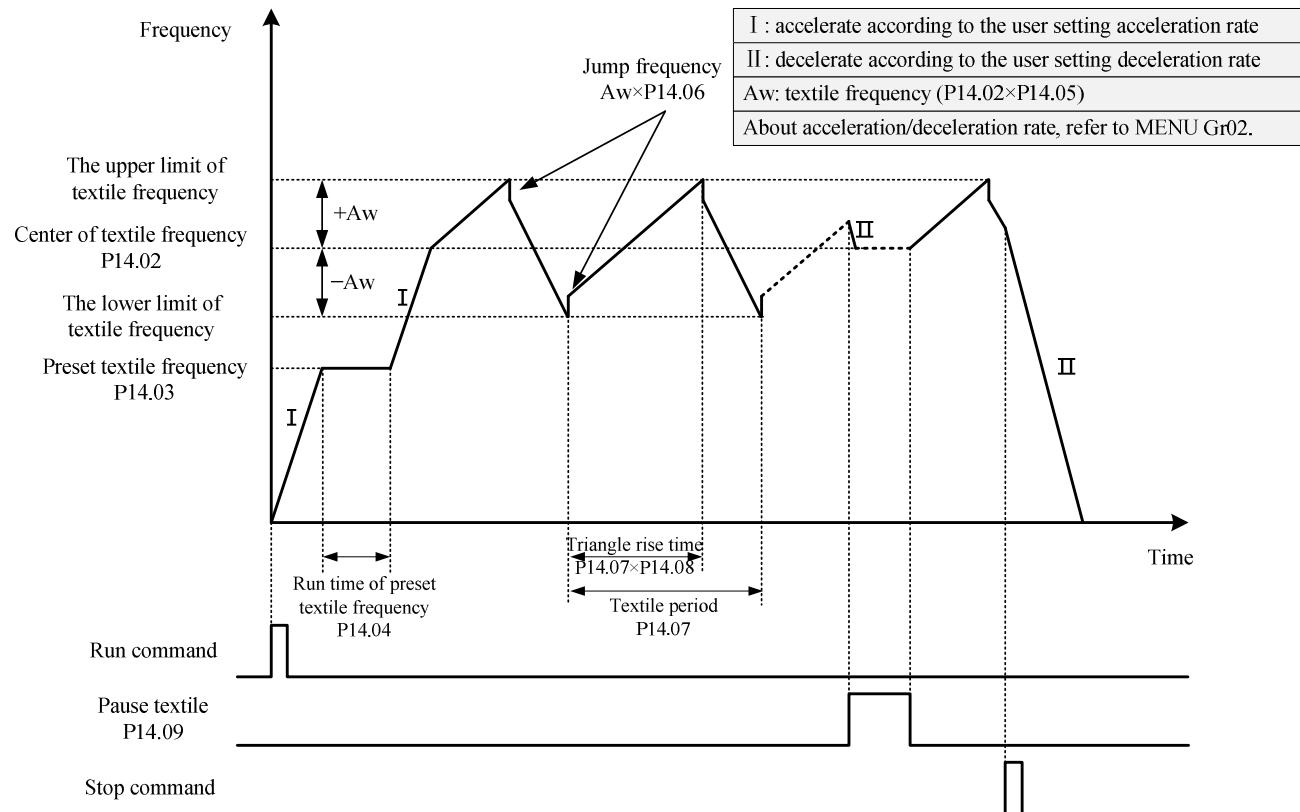 Frequency
Ⅰ : accelerate according to the user setting acceleration rate
Ⅱ : decelerate according to the user setting deceleration rate
Aw: textile frequency (P14.02×P14.05)
About acceleration/deceleration rate, refer to MENU Gr02.
Jump frequency
Aw×P14.06
The upper limit of
textile frequency
+Aw
Center of textile frequency
P14.02
−Aw
The lower limit of
textile frequency
Preset textile frequency
P14.03
Ⅰ
Ⅰ
Ⅱ
Ⅱ
Time
Triangle rise time
P14.07×P14.08
Run time of preset
textile frequency
P14.04
Textile period
P14.07
Run command
Pause textile
P14.09
Stop command